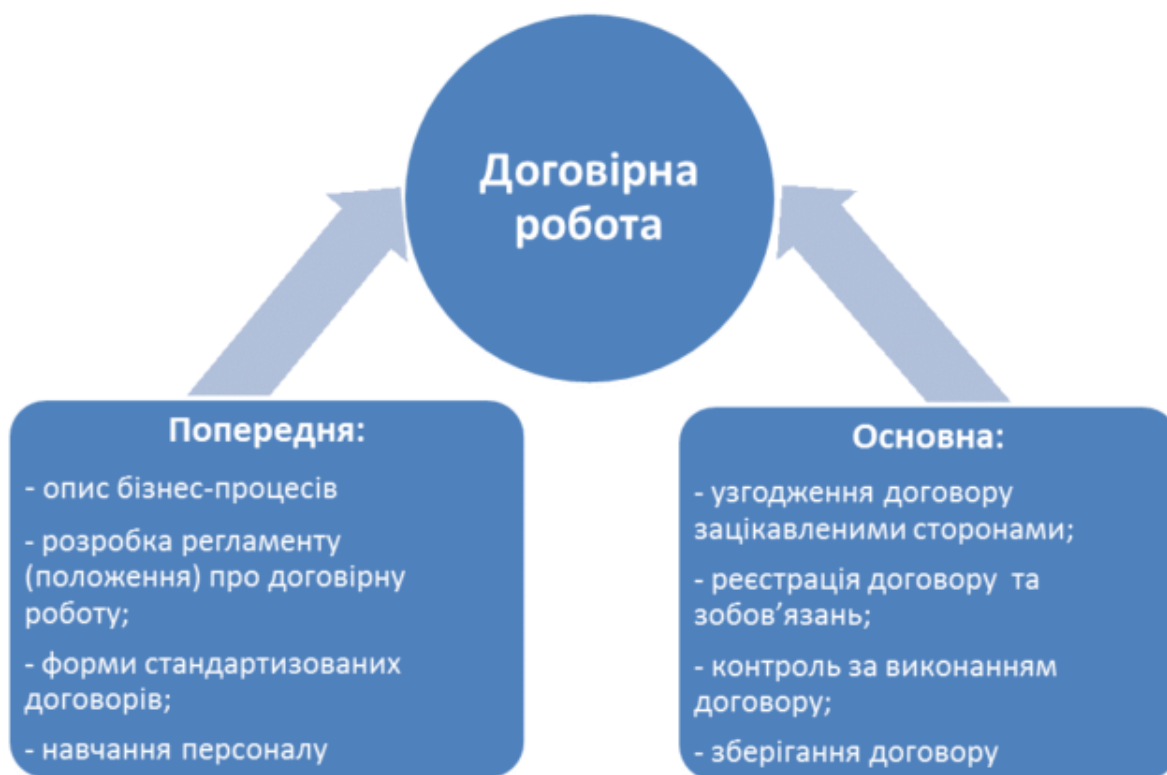 Договірна
робота
Попередня:
- опис бізнес-процесів
- розробка регламенту
(положення) про договірну
роботу;
- форми стандартизованих
договорів;
- навчання персоналу
Основна:
- узгодження договору
зацікавленими сторонами;
- реєстрація договору та
зобов’язань;
- контроль за виконанням
договору;
- зберігання договору